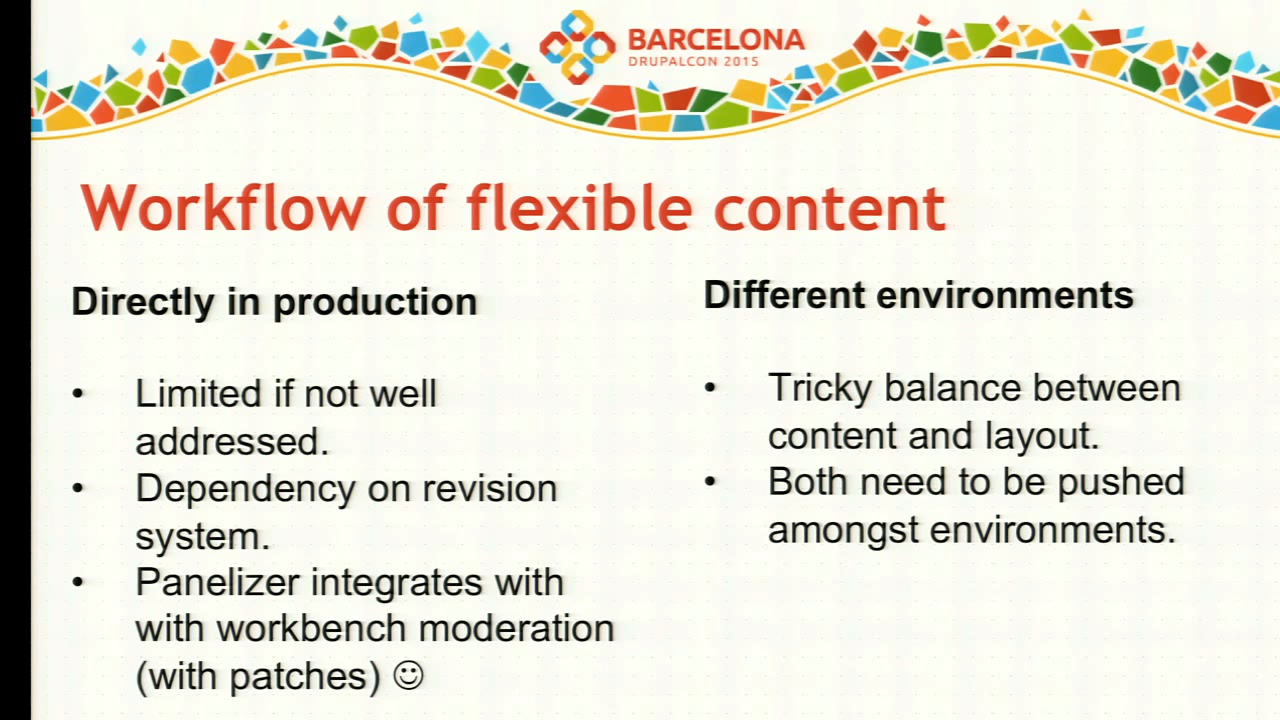 BARCELONA
DRUPALCON 2015
Workflow of flexible content
Directly in production
• Limited if not well
addressed.
• Dependency on revision
system.
• Panelizer integrates with
with workbench moderation
(with patches) ☺
Different environments
• Tricky balance between
content and layout.
• Both need to be pushed
amongst environments.